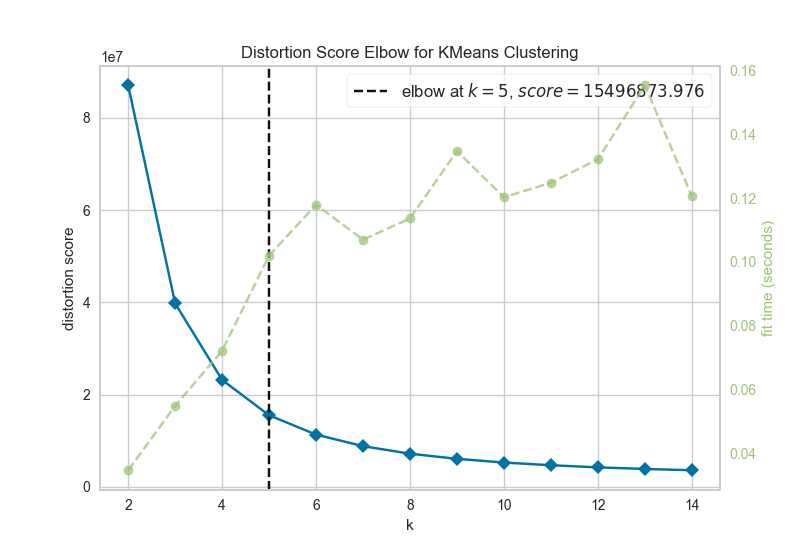 Distortion Score Elbow for KMeans Clustering
1e7
elbow at k = 5, score = 15496873.976
8
6
4
2
0
distortion score
2 4 6 8 10 12 14
k
0.16
0.14
0.12
0.10
0.08
0.06
0.04
fit time (seconds)